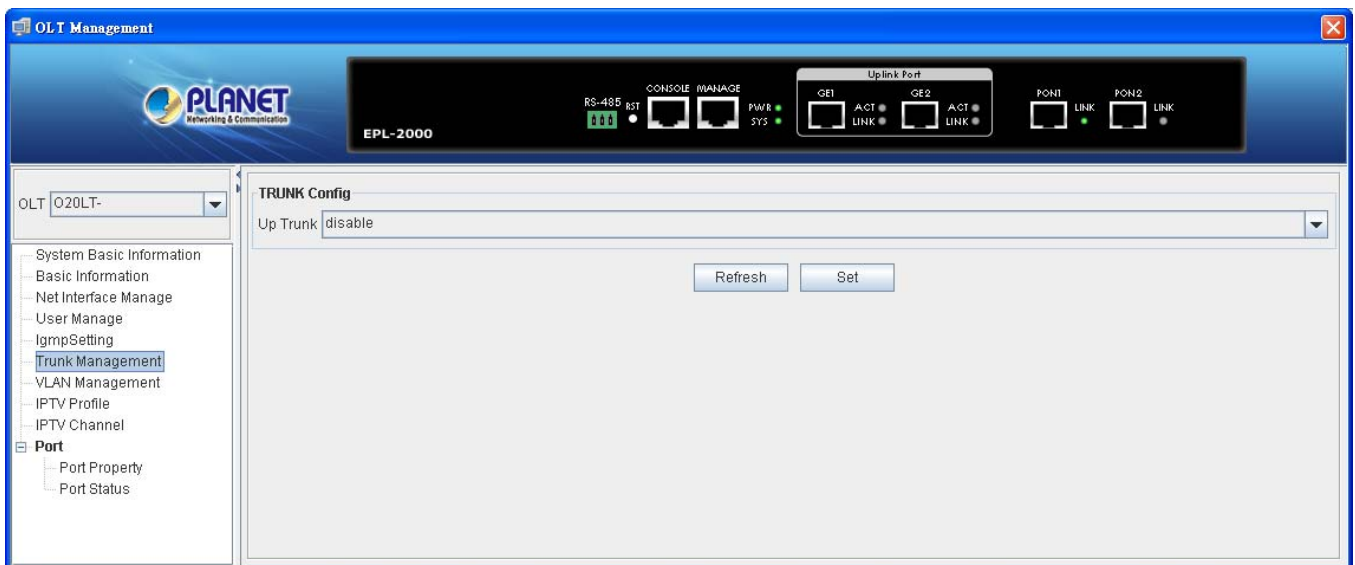 OLT Management
PLANET
Networking & Communication
EPL-2000
RS-485
RST
CONSOLE
MANAGE
PWR
SYS
Uplink Port
GE1
ACT
LINK
GE2
ACT
LINK
PON1
LINK
PON2
LINK
OLT O20LT-
System Basic Information
Basic Information
Net Interface Manage
User Manage
IgmpSetting
Trunk Management
VLAN Management
IPTV Profile
IPTV Channel
Port
Port Property
Port Status
TRUNK Config
Up Trunk disable
Refresh
Set